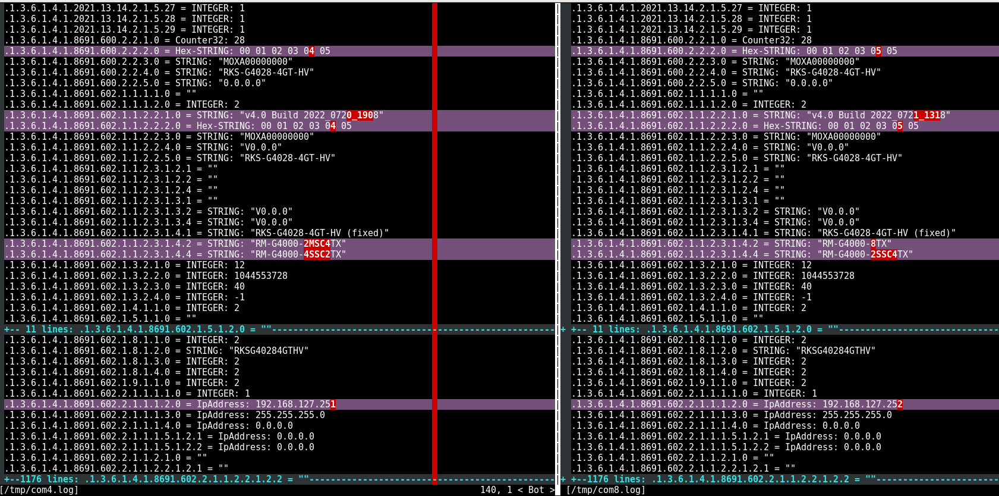 .1.3.6.1.4.1.2021.13.14.2.1.5.27 = INTEGER: 1
.1.3.6.1.4.1.2021.13.14.2.1.5.28 = INTEGER: 1
.1.3.6.1.4.1.2021.13.14.2.1.5.29 = INTEGER: 1
.1.3.6.1.4.1.8691.600.2.2.1.0 = Counter32: 28
.1.3.6.1.4.1.8691.600.2.2.2.0 = Hex-STRING: 00 01 02 03 04 05
.1.3.6.1.4.1.8691.600.2.2.3.0 = STRING: "MOXA00000000"
.1.3.6.1.4.1.8691.600.2.2.4.0 = STRING: "RKS-G4028-4GT-HV"
.1.3.6.1.4.1.8691.600.2.2.5.0 = STRING: "0.0.0.0"
.1.3.6.1.4.1.8691.602.1.1.1.1.0 = ""
.1.3.6.1.4.1.8691.602.1.1.1.2.0 = INTEGER: 2
.1.3.6.1.4.1.8691.602.1.1.2.2.1.0 = STRING: "v4.0 Build 2022_0720_1908"
.1.3.6.1.4.1.8691.602.1.1.2.2.2.0 = Hex-STRING: 00 01 02 03 04 05
.1.3.6.1.4.1.8691.602.1.1.2.2.3.0 = STRING: "MOXA00000000"
.1.3.6.1.4.1.8691.602.1.1.2.2.4.0 = STRING: "V0.0.0"
.1.3.6.1.4.1.8691.602.1.1.2.2.5.0 = STRING: "RKS-G4028-4GT-HV"
.1.3.6.1.4.1.8691.602.1.1.2.3.1.2.1 = ""
.1.3.6.1.4.1.8691.602.1.1.2.3.1.2.2 = ""
.1.3.6.1.4.1.8691.602.1.1.2.3.1.2.4 = ""
.1.3.6.1.4.1.8691.602.1.1.2.3.1.3.1 = ""
.1.3.6.1.4.1.8691.602.1.1.2.3.1.3.2 = STRING: "V0.0.0"
.1.3.6.1.4.1.8691.602.1.1.2.3.1.3.4 = STRING: "V0.0.0"
.1.3.6.1.4.1.8691.602.1.1.2.3.1.4.1 = STRING: "RKS-G4028-4GT-HV (fixed)"
.1.3.6.1.4.1.8691.602.1.1.2.3.1.4.2 = STRING: "RM-G4000-2MSC4TX"
.1.3.6.1.4.1.8691.602.1.1.2.3.1.4.4 = STRING: "RM-G4000-4SSC2TX"
.1.3.6.1.4.1.8691.602.1.3.2.1.0 = INTEGER: 12
.1.3.6.1.4.1.8691.602.1.3.2.2.0 = INTEGER: 1044553728
.1.3.6.1.4.1.8691.602.1.3.2.3.0 = INTEGER: 40
.1.3.6.1.4.1.8691.602.1.3.2.4.0 = INTEGER: -1
.1.3.6.1.4.1.8691.602.1.4.1.1.0 = INTEGER: 2
.1.3.6.1.4.1.8691.602.1.5.1.1.0 = ""
+-- 11 lines: .1.3.6.1.4.1.8691.602.1.5.1.2.0 = ""-----------------------------------------------------
.1.3.6.1.4.1.8691.602.1.8.1.1.0 = INTEGER: 2
.1.3.6.1.4.1.8691.602.1.8.1.2.0 = STRING: "RKSG40284GTHV"
.1.3.6.1.4.1.8691.602.1.8.1.3.0 = INTEGER: 2
.1.3.6.1.4.1.8691.602.1.8.1.4.0 = INTEGER: 2
.1.3.6.1.4.1.8691.602.1.9.1.1.0 = INTEGER: 2
.1.3.6.1.4.1.8691.602.2.1.1.1.1.0 = INTEGER: 1
.1.3.6.1.4.1.8691.602.2.1.1.1.2.0 = IpAddress: 192.168.127.251
.1.3.6.1.4.1.8691.602.2.1.1.1.3.0 = IpAddress: 255.255.255.0
.1.3.6.1.4.1.8691.602.2.1.1.1.4.0 = IpAddress: 0.0.0.0
.1.3.6.1.4.1.8691.602.2.1.1.1.5.1.2.1 = IpAddress: 0.0.0.0
.1.3.6.1.4.1.8691.602.2.1.1.1.5.1.2.2 = IpAddress: 0.0.0.0
.1.3.6.1.4.1.8691.602.2.1.1.2.1.0 = ""
.1.3.6.1.4.1.8691.602.2.1.1.2.2.1.2.1 = ""
+--1176 lines: .1.3.6.1.4.1.8691.602.2.1.1.2.2.1.2.2 = ""----------------------------------------------
[/tmp/com4.log] 140, 1 < Bot >
.1.3.6.1.4.1.2021.13.14.2.1.5.27 = INTEGER: 1
.1.3.6.1.4.1.2021.13.14.2.1.5.28 = INTEGER: 1
.1.3.6.1.4.1.2021.13.14.2.1.5.29 = INTEGER: 1
.1.3.6.1.4.1.8691.600.2.2.1.0 = Counter32: 28
.1.3.6.1.4.1.8691.600.2.2.2.0 = Hex-STRING: 00 01 02 03 05 05
.1.3.6.1.4.1.8691.600.2.2.3.0 = STRING: "MOXA00000000"
.1.3.6.1.4.1.8691.600.2.2.4.0 = STRING: "RKS-G4028-4GT-HV"
.1.3.6.1.4.1.8691.600.2.2.5.0 = STRING: "0.0.0.0"
.1.3.6.1.4.1.8691.602.1.1.1.1.0 = ""
.1.3.6.1.4.1.8691.602.1.1.1.2.0 = INTEGER: 2
.1.3.6.1.4.1.8691.602.1.1.2.2.1.0 = STRING: "v4.0 Build 2022_0721_1318"
.1.3.6.1.4.1.8691.602.1.1.2.2.2.0 = Hex-STRING: 00 01 02 03 05 05
.1.3.6.1.4.1.8691.602.1.1.2.2.3.0 = STRING: "MOXA00000000"
.1.3.6.1.4.1.8691.602.1.1.2.2.4.0 = STRING: "V0.0.0"
.1.3.6.1.4.1.8691.602.1.1.2.2.5.0 = STRING: "RKS-G4028-4GT-HV"
.1.3.6.1.4.1.8691.602.1.1.2.3.1.2.1 = ""
.1.3.6.1.4.1.8691.602.1.1.2.3.1.2.2 = ""
.1.3.6.1.4.1.8691.602.1.1.2.3.1.2.4 = ""
.1.3.6.1.4.1.8691.602.1.1.2.3.1.3.1 = ""
.1.3.6.1.4.1.8691.602.1.1.2.3.1.3.2 = STRING: "V0.0.0"
.1.3.6.1.4.1.8691.602.1.1.2.3.1.3.4 = STRING: "V0.0.0"
.1.3.6.1.4.1.8691.602.1.1.2.3.1.4.1 = STRING: "RKS-G4028-4GT-HV (fixed)"
.1.3.6.1.4.1.8691.602.1.1.2.3.1.4.2 = STRING: "RM-G4000-8TX"
.1.3.6.1.4.1.8691.602.1.1.2.3.1.4.4 = STRING: "RM-G4000-2SSC4TX"
.1.3.6.1.4.1.8691.602.1.3.2.1.0 = INTEGER: 12
.1.3.6.1.4.1.8691.602.1.3.2.2.0 = INTEGER: 1044553728
.1.3.6.1.4.1.8691.602.1.3.2.3.0 = INTEGER: 40
.1.3.6.1.4.1.8691.602.1.3.2.4.0 = INTEGER: -1
.1.3.6.1.4.1.8691.602.1.4.1.1.0 = INTEGER: 2
.1.3.6.1.4.1.8691.602.1.5.1.1.0 = ""
+ +-- 11 lines: .1.3.6.1.4.1.8691.602.1.5.1.2.0 = ""------------------------------
.1.3.6.1.4.1.8691.602.1.8.1.1.0 = INTEGER: 2
.1.3.6.1.4.1.8691.602.1.8.1.2.0 = STRING: "RKSG40284GTHV"
.1.3.6.1.4.1.8691.602.1.8.1.3.0 = INTEGER: 2
.1.3.6.1.4.1.8691.602.1.8.1.4.0 = INTEGER: 2
.1.3.6.1.4.1.8691.602.1.9.1.1.0 = INTEGER: 2
.1.3.6.1.4.1.8691.602.2.1.1.1.1.0 = INTEGER: 1
.1.3.6.1.4.1.8691.602.2.1.1.1.2.0 = IpAddress: 192.168.127.252
.1.3.6.1.4.1.8691.602.2.1.1.1.3.0 = IpAddress: 255.255.255.0
.1.3.6.1.4.1.8691.602.2.1.1.1.4.0 = IpAddress: 0.0.0.0
.1.3.6.1.4.1.8691.602.2.1.1.1.5.1.2.1 = IpAddress: 0.0.0.0
.1.3.6.1.4.1.8691.602.2.1.1.1.5.1.2.2 = IpAddress: 0.0.0.0
.1.3.6.1.4.1.8691.602.2.1.1.2.1.0 = ""
.1.3.6.1.4.1.8691.602.2.1.1.2.2.1.2.1 = ""
+ +--1176 lines: .1.3.6.1.4.1.8691.602.2.1.1.2.2.1.2.2 = ""-----------------------
[/tmp/com8.log]